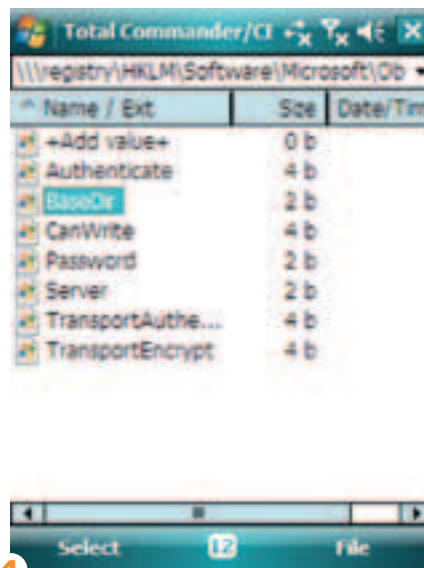 Total Commander/CE
\\\registry\HKLM\Software\Microsoft\Ob
Name / Ext Size Date/Tim
+Add value+ 0 b
Authenticate 4 b
BaseDir 2 b
CanWrite 4 b
Password 2 b
Server 2 b
TransportAuthe... 4 b
TransportEncrypt 4 b
Select 12 File